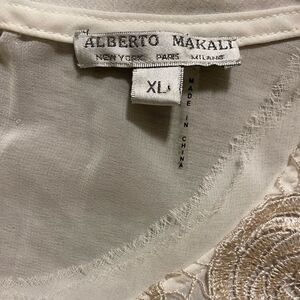 ALBERTO MAKALI
NEW YORK PARIS MILANO
XL
MADE IN CHINA